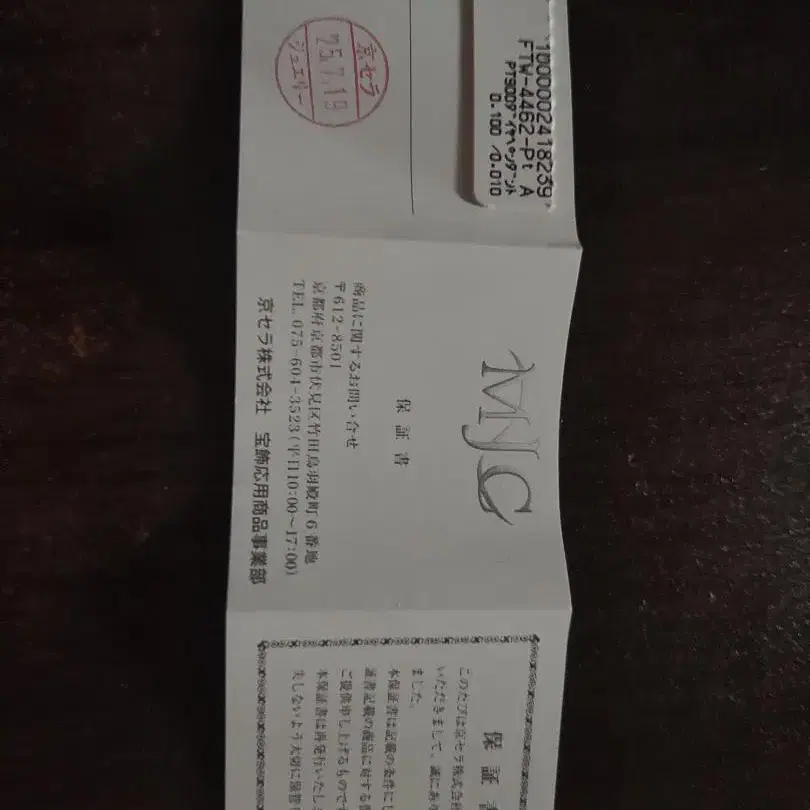 京セラ
25.7.19
ジュエリー
1000002418239
FTW-4462-Pt A
PT900ﾀﾞｲﾔﾍﾟﾝﾀﾞﾝﾄ
0.100 /0.010
MJC
保証書
商品に関するお問い合せ
〒612-8501
京都府京都市伏見区竹田鳥羽殿町6番地
TEL 075-604-3523(平日10:00~17:00)
京セラ株式会社 宝飾応用商品事業部
保証書
このたびは京セラ株式会社
いただきまして、誠にあり
ました。
本保証書は記載の条件に
証書記載の商品に対する
ご提供申し上げるものです
本保証書は再発行いたしま
失しないよう大切に保管